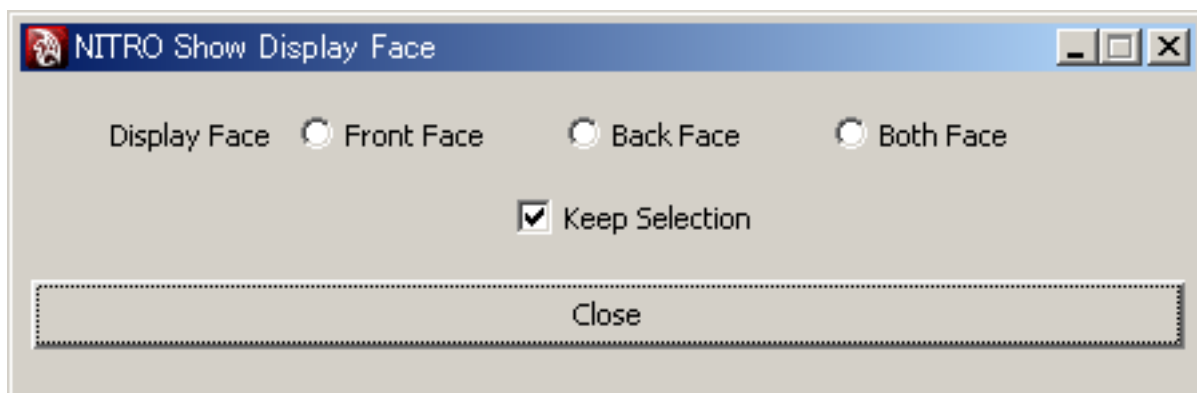 NITRO Show Display Face
Display Face Front Face Back Face Both Face
Keep Selection
Close